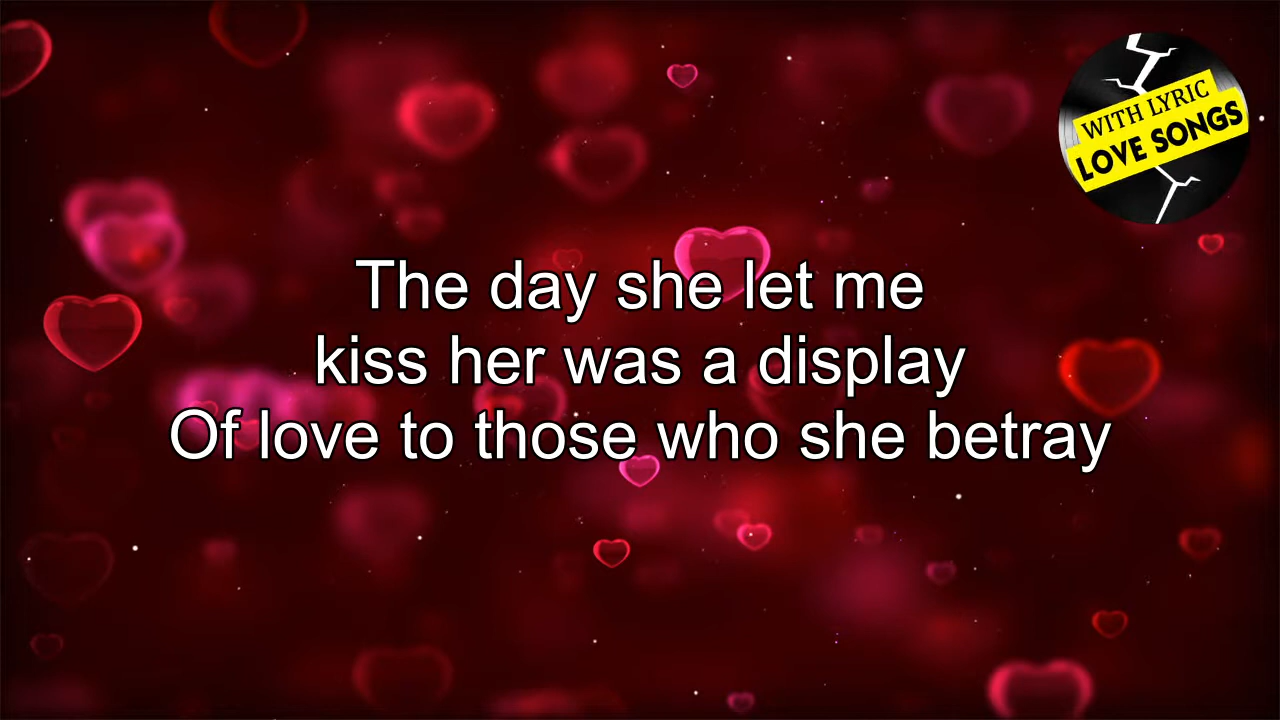 WITH LYRIC
LOVE SONGS
The day she let me
kiss her was a display
Of love to those who she betray